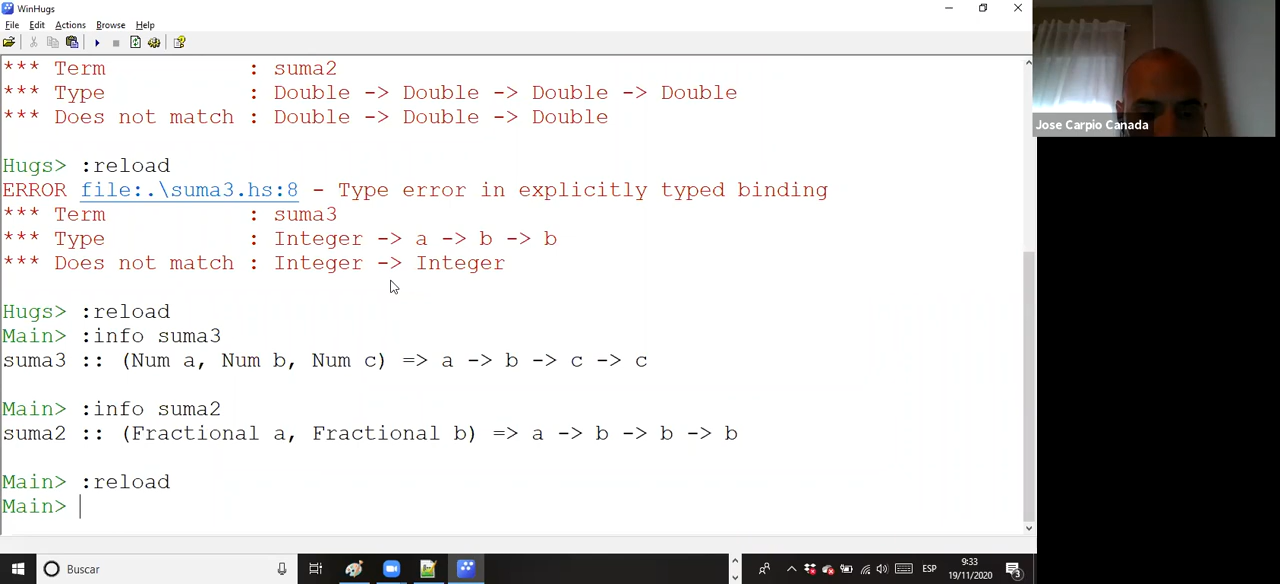 WinHugs
File Edit Actions Browse Help
*** Term : suma2
*** Type : Double -> Double -> Double -> Double
*** Does not match : Double -> Double -> Double
Hugs> :reload
ERROR file:.\suma3.hs:8 - Type error in explicitly typed binding
*** Term : suma3
*** Type : Integer -> a -> b -> b
*** Does not match : Integer -> Integer
Hugs> :reload
Main> :info suma3
suma3 :: (Num a, Num b, Num c) => a -> b -> c -> c
Main> :info suma2
suma2 :: (Fractional a, Fractional b) => a -> b -> b -> b
Main> :reload
Main>
Jose Carpio Canada
Buscar
ESP
9:33
19/11/2020
3